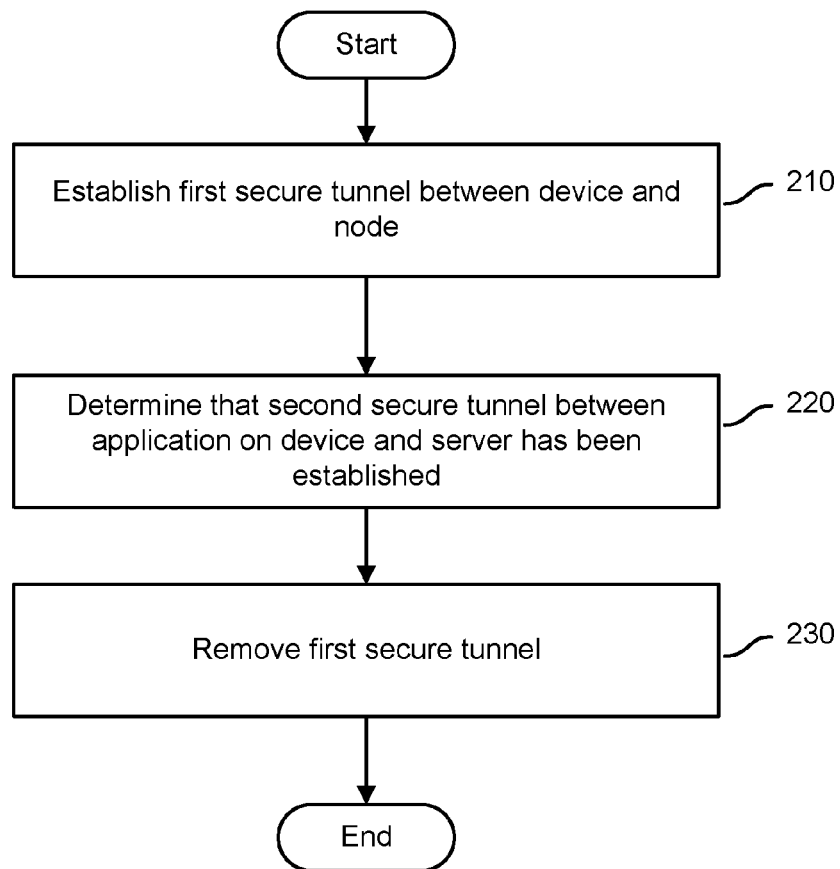 Start
Establish first secure tunnel between device and
node
210
Determine that second secure tunnel between
application on device and server has been
established
220
Remove first secure tunnel
230
End